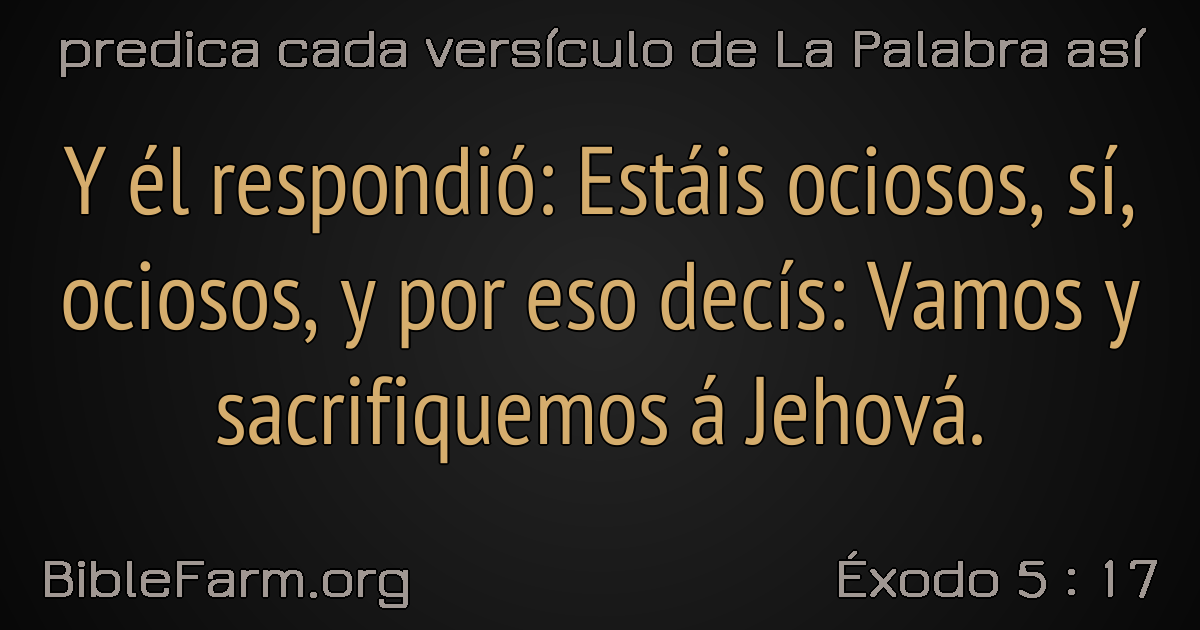 predica cada versículo de La Palabra así
Y él respondió: Estáis ociosos, sí,
ociosos, y por eso decís: Vamos y
sacrifiquemos á Jehová.
BibleFarm.org
Éxodo 5 : 17